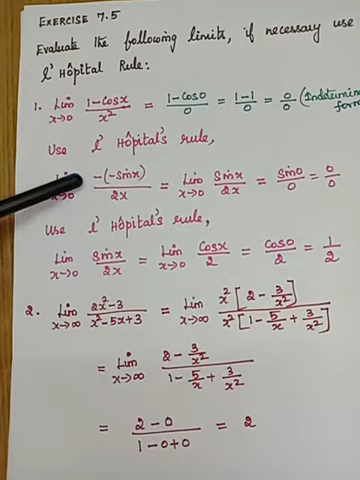 EXERCISE 7.5
Evaluate the following limits, if necessary use
l' Hôpital Rule:
1. Lim x→0 (1-cosx)/x² = (1-cos0)/0 = (1-1)/0 = 0/0 (Indetermin
form
Use l' Hôpital's rule,
x→0 -(-sinx)/2x = Lim x→0 sinx/2x = sin0/0 = 0/0
Use l' Hôpital's rule,
Lim x→0 sinx/2x = Lim x→0 cosx/2 = cos0/2 = 1/2
2. Lim x→∞ (2x²-3)/(x²-5x+3) = Lim x→∞ x²[2-3/x²]/x²[1-5/x+3/x²]
= Lim x→∞ (2-3/x²)/(1-5/x+3/x²)
= (2-0)/(1-0+0) = 2